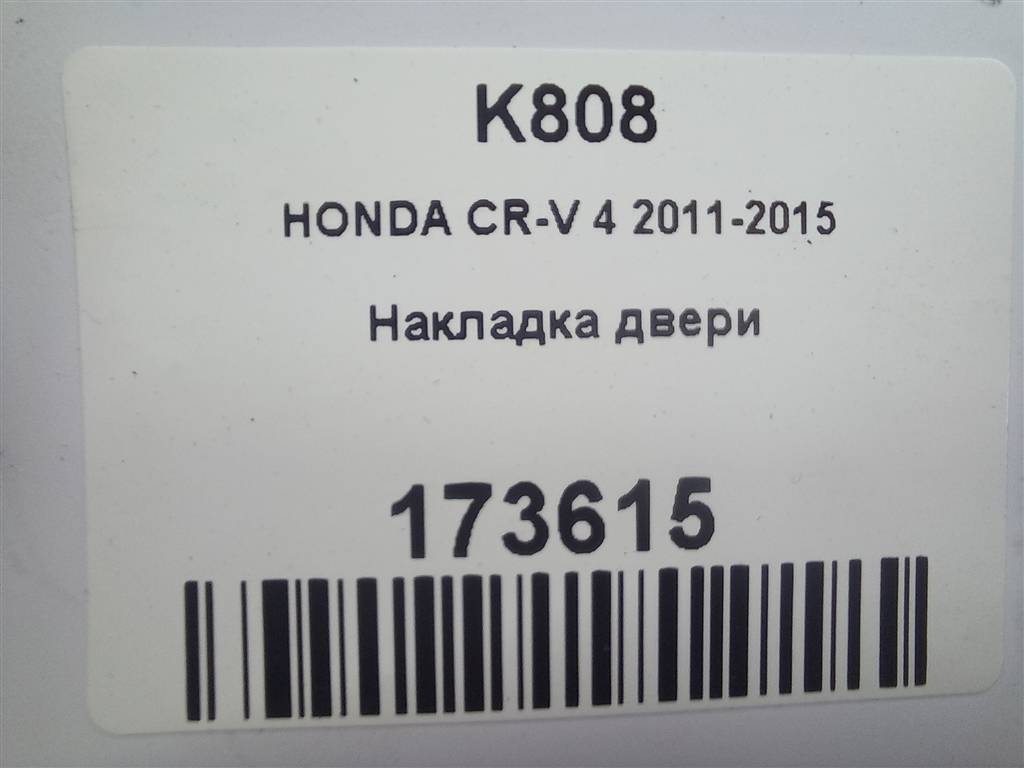 K808
HONDA CR-V 4 2011-2015
Накладка двери
173615